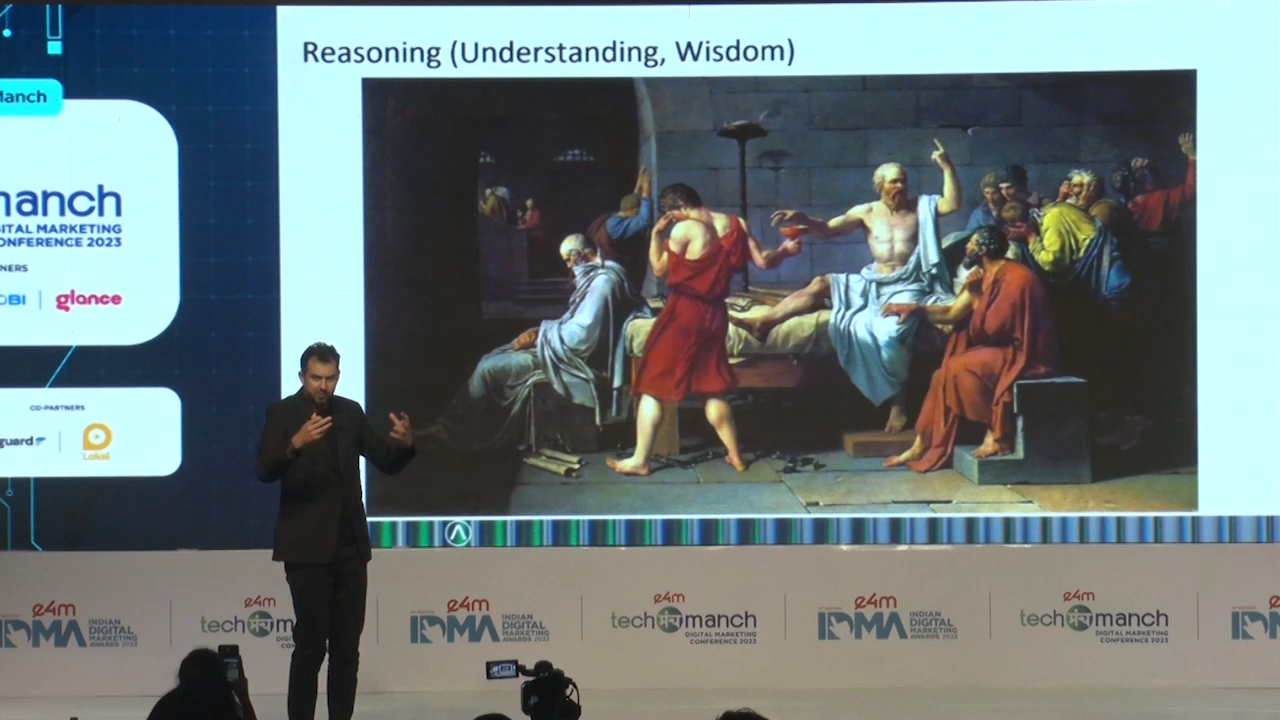 Reasoning (Understanding, Wisdom)
Manch
manch
DIGITAL MARKETING
CONFERENCE 2023
glance
CO-PARTNERS
Lokal
e4m
IDMA
INDIAN
DIGITAL
MARKETING
AWARDS 2023
e4m
tech मंच m
e4m
IDMA
INDIAN
DIGITAL
MARKETING
AWARDS 2023
e4m
tech मंच manch
DIGITAL MARKETING
CONFERENCE 2023
e4m
IDMA
INDIAN
DIGITAL
MARKETING
AWARDS 2023
e4m
tech मंच manch
DIGITAL MARKETING
CONFERENCE 2023